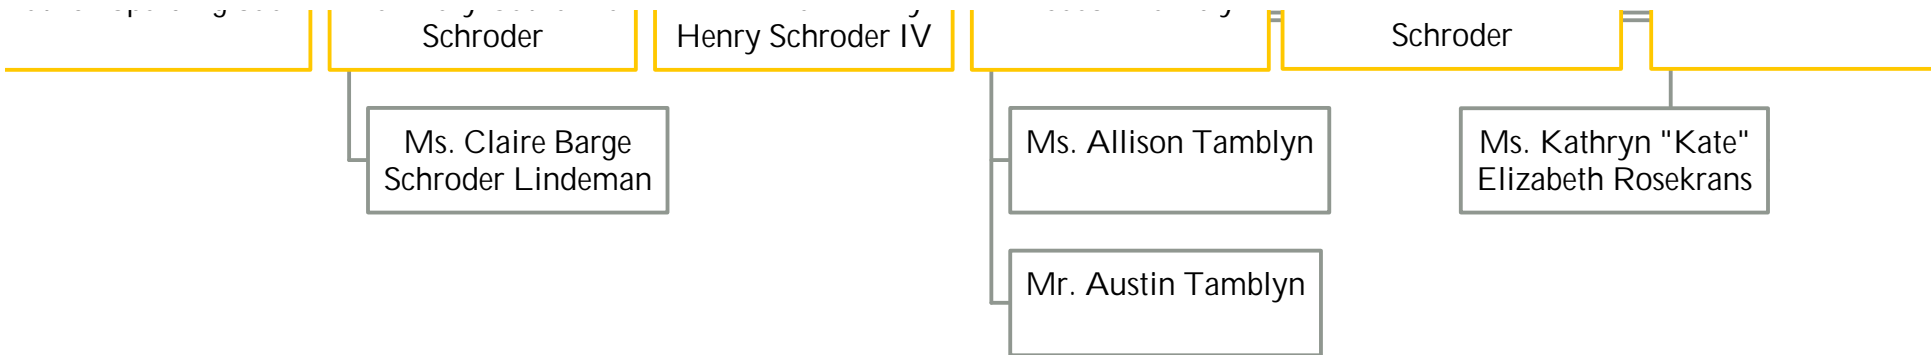 Schroder
Henry Schroder IV
Schroder
Ms. Claire Barge
Schroder Lindeman
Ms. Allison Tamblyn
Ms. Kathryn "Kate"
Elizabeth Rosekrans
Mr. Austin Tamblyn